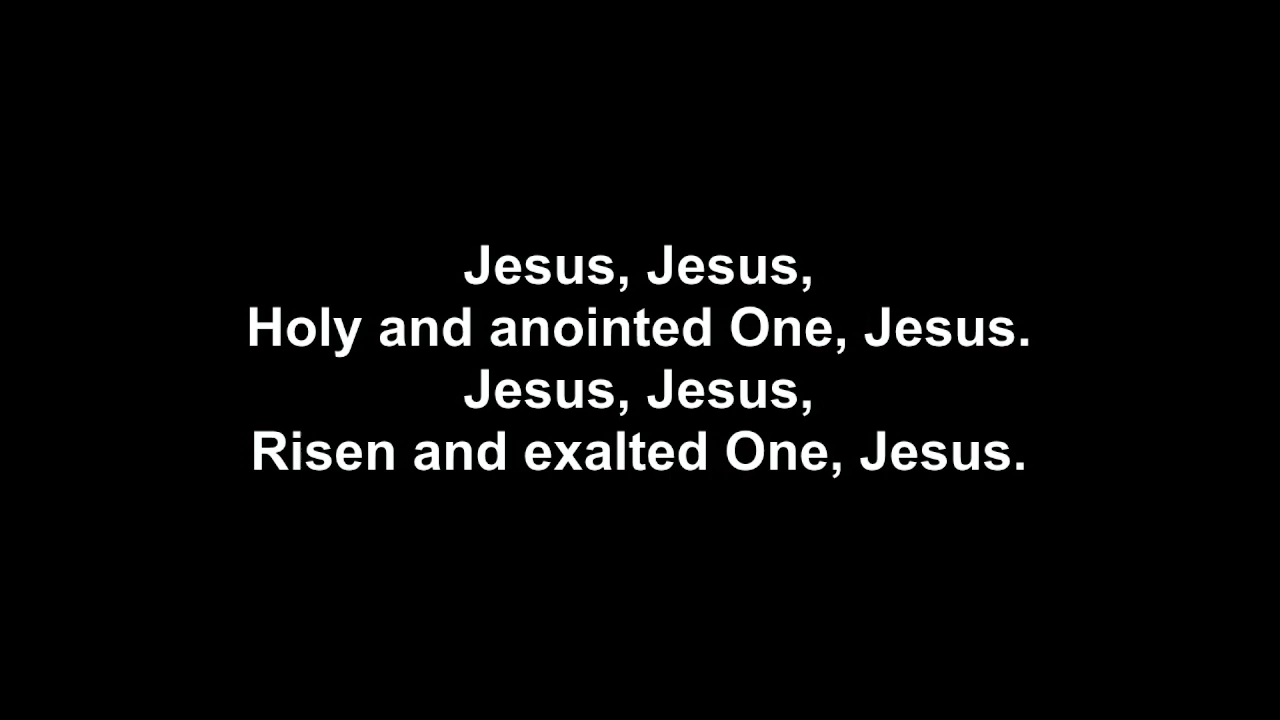 Jesus, Jesus,
Holy and anointed One, Jesus.
Jesus, Jesus,
Risen and exalted One, Jesus.